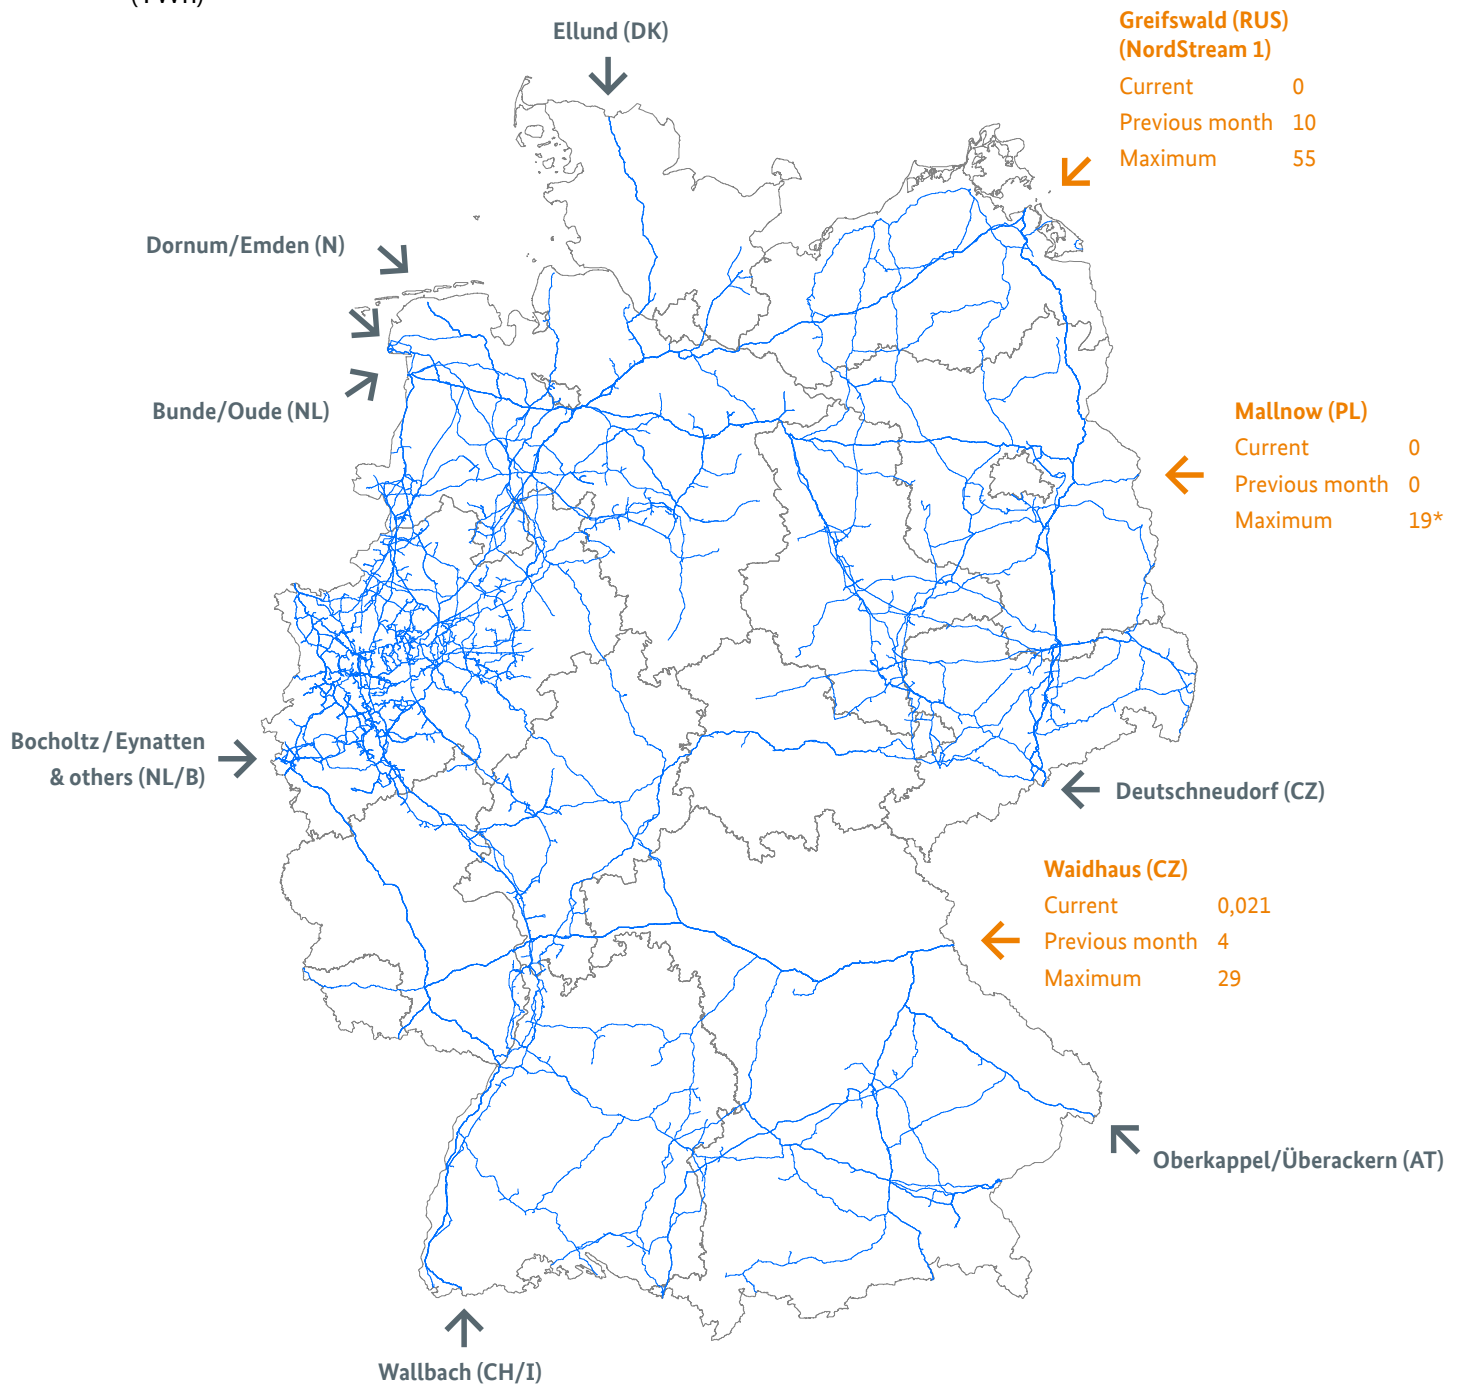 (TWh)
Ellund (DK)
Greifswald (RUS)
(NordStream 1)
Current 0
Previous month 10
Maximum 55
Dornum/Emden (N)
Bunde/Oude (NL)
Mallnow (PL)
Current 0
Previous month 0
Maximum 19*
Bocholtz / Eynatten
& others (NL/B)
Deutschneudorf (CZ)
Waidhaus (CZ)
Current 0,021
Previous month 4
Maximum 29
Oberkappel/Überackern (AT)
Wallbach (CH/I)